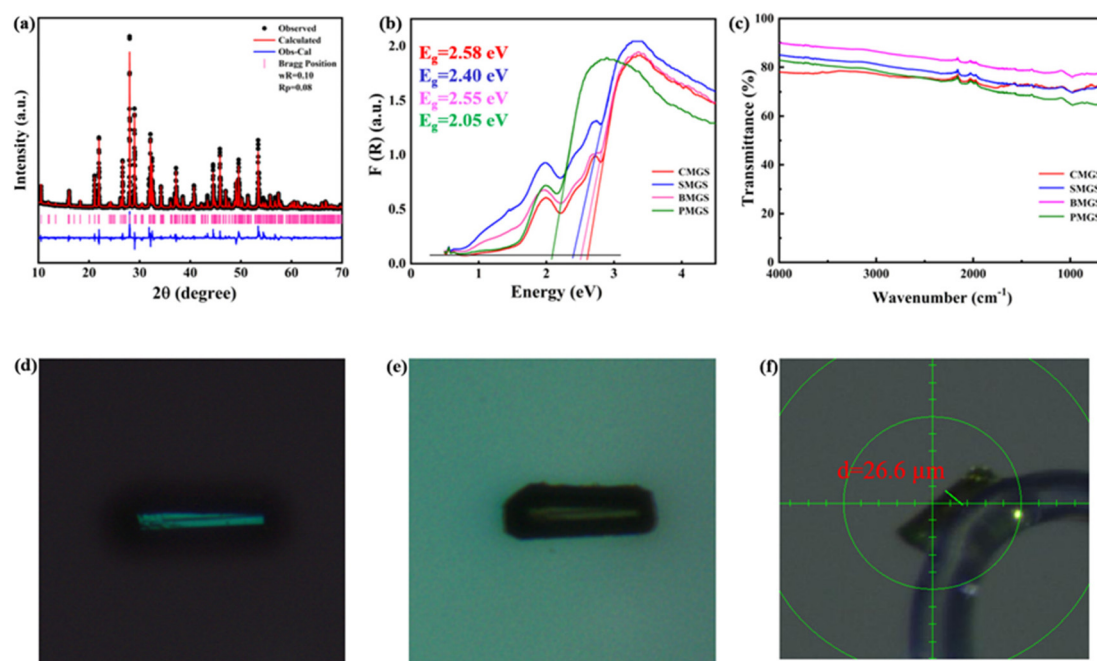 (a)
Observed
Calculated
Obs-Cal
Bragg Position
wR=0.10
Rp=0.08
Intensity (a.u.)
10 20 30 40 50 60 70
2θ (degree)
(b)
Eg=2.58 eV
Eg=2.40 eV
Eg=2.55 eV
Eg=2.05 eV
CMGS
SMGS
BMGS
PMGS
F (R) (a.u.)
2.0
1.5
1.0
0.5
0.0
0 1 2 3 4
Energy (eV)
(c)
Transmittance (%)
100
80
60
40
20
0
CMGS
SMGS
BMGS
PMGS
4000 3000 2000 1000
Wavenumber (cm-1)
(d)
(e)
(f)
d=26.6 μm